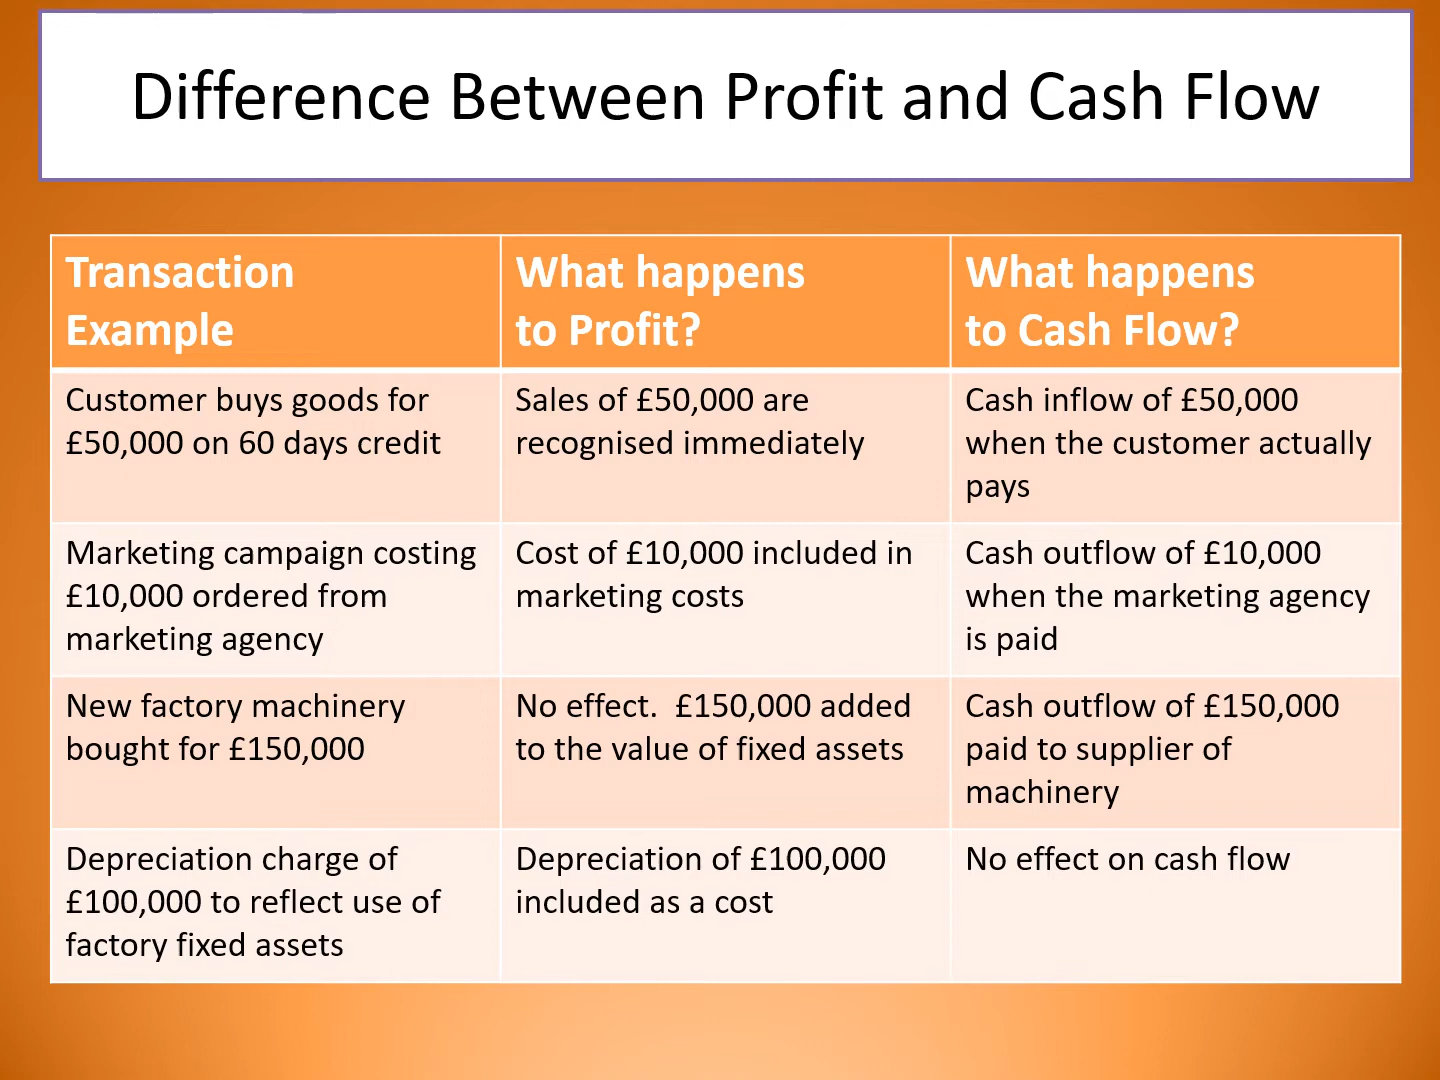 Difference Between Profit and Cash Flow
Transaction
Example
What happens
to Profit?
What happens
to Cash Flow?
Customer buys goods for
£50,000 on 60 days credit
Sales of £50,000 are
recognised immediately
Cash inflow of £50,000
when the customer actually
pays
Marketing campaign costing
£10,000 ordered from
marketing agency
Cost of £10,000 included in
marketing costs
Cash outflow of £10,000
when the marketing agency
is paid
New factory machinery
bought for £150,000
No effect.  £150,000 added
to the value of fixed assets
Cash outflow of £150,000
paid to supplier of
machinery
Depreciation charge of
£100,000 to reflect use of
factory fixed assets
Depreciation of £100,000
included as a cost
No effect on cash flow